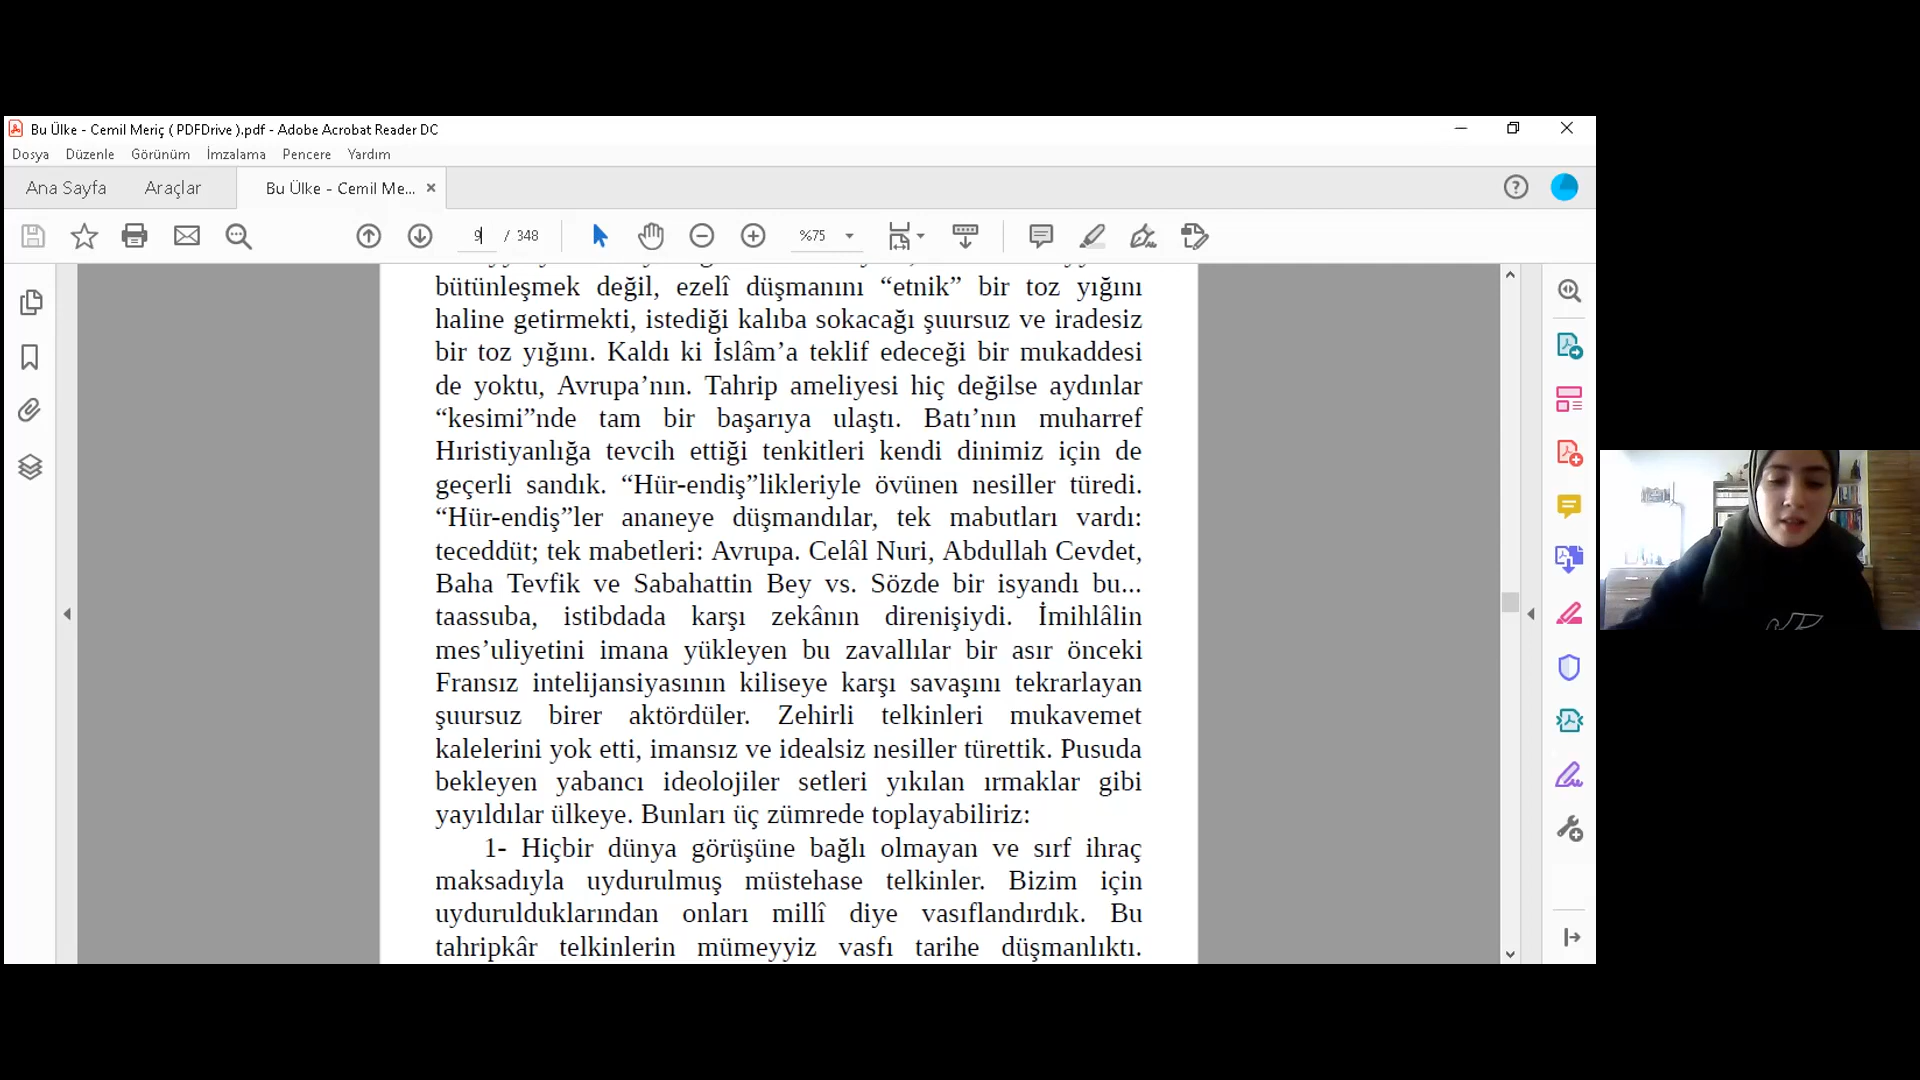 Bu Ülke - Cemil Meriç ( PDFDrive ).pdf - Adobe Acrobat Reader DC
Dosya Düzenle Görünüm İmzalama Pencere Yardım
Ana Sayfa Araçlar Bu Ülke - Cemil Me...
9 / 348 %75
bütünleşmek değil, ezelî düşmanını “etnik” bir toz yığını
haline getirmekti, istediği kalıba sokacağı şuursuz ve iradesiz
bir toz yığını. Kaldı ki İslâm’a teklif edeceği bir mukaddesi
de yoktu, Avrupa’nın. Tahrip ameliyesi hiç değilse aydınlar
“kesimi”nde tam bir başarıya ulaştı. Batı’nın muharref
Hıristiyanlığa tevcih ettiği tenkitleri kendi dinimiz için de
geçerli sandık. “Hür-endiş”likleriyle övünen nesiller türedi.
“Hür-endiş”ler ananeye düşmandılar, tek mabutları vardı:
teceddüt; tek mabetleri: Avrupa. Celâl Nuri, Abdullah Cevdet,
Baha Tevfik ve Sabahattin Bey vs. Sözde bir isyandı bu...
taassuba, istibdada karşı zekânın direnişiydi. İmihlâlin
mes’uliyetini imana yükleyen bu zavallılar bir asır önceki
Fransız intelijansiyasının kiliseye karşı savaşını tekrarlayan
şuursuz birer aktördüler. Zehirli telkinleri mukavemet
kalelerini yok etti, imansız ve idealsiz nesiller türettik. Pusuda
bekleyen yabancı ideolojiler setleri yıkılan ırmaklar gibi
yayıldılar ülkeye. Bunları üç zümrede toplayabiliriz:
1- Hiçbir dünya görüşüne bağlı olmayan ve sırf ihraç
maksadıyla uydurulmuş müstehase telkinler. Bizim için
uydurulduklarından onları millî diye vasıflandırdık. Bu
tahripkâr telkinlerin mümeyyiz vasfı tarihe düşmanlıktı.